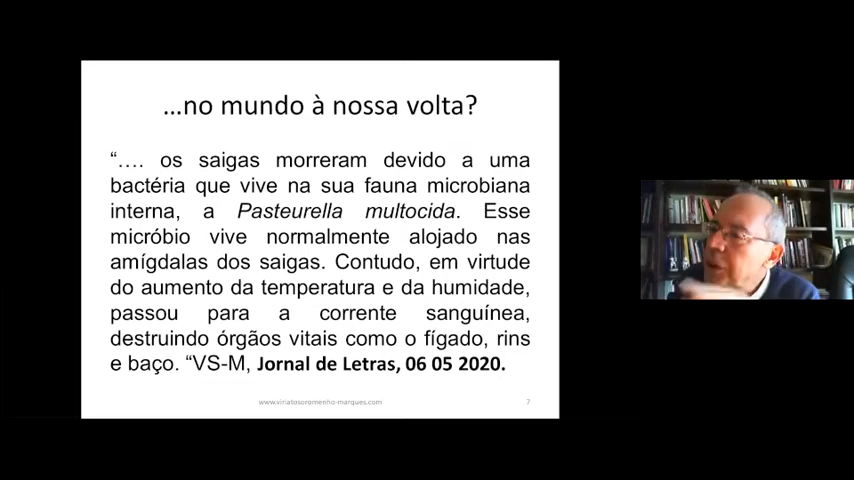 ...no mundo à nossa volta?
“.... os saigas morreram devido a uma
bactéria que vive na sua fauna microbiana
interna, a Pasteurella multocida. Esse
micróbio vive normalmente alojado nas
amígdalas dos saigas. Contudo, em virtude
do aumento da temperatura e da humidade,
passou para a corrente sanguínea,
destruindo órgãos vitais como o fígado, rins
e baço. “VS-M, Jornal de Letras, 06 05 2020.
www.viriatosoromenho-marques.com 7